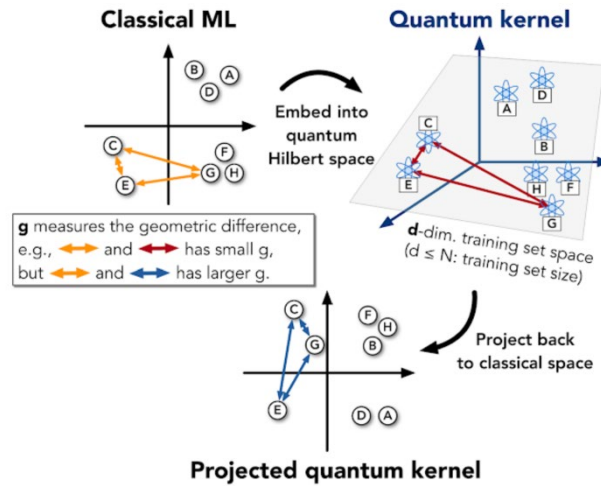 Classical ML
Quantum kernel
B
A
D
C
E
F
G
H
Embed into
quantum
Hilbert space
D
A
C
B
E
H
F
G
g measures the geometric difference,
e.g., and has small g,
but and has larger g.
d-dim. training set space
(d ≤ N: training set size)
Project back
to classical space
C
G
F
H
B
E
D
A
Projected quantum kernel